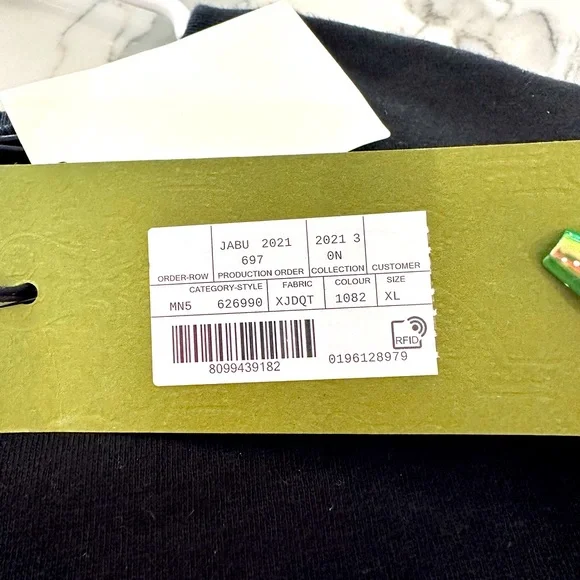 JABU 2021 2021 3
697 0N
ORDER-ROW PRODUCTION ORDER COLLECTION CUSTOMER
CATEGORY-STYLE FABRIC COLOUR SIZE
MN5 626990 XJDQT 1082 XL
RFID
8099439182 0196128979